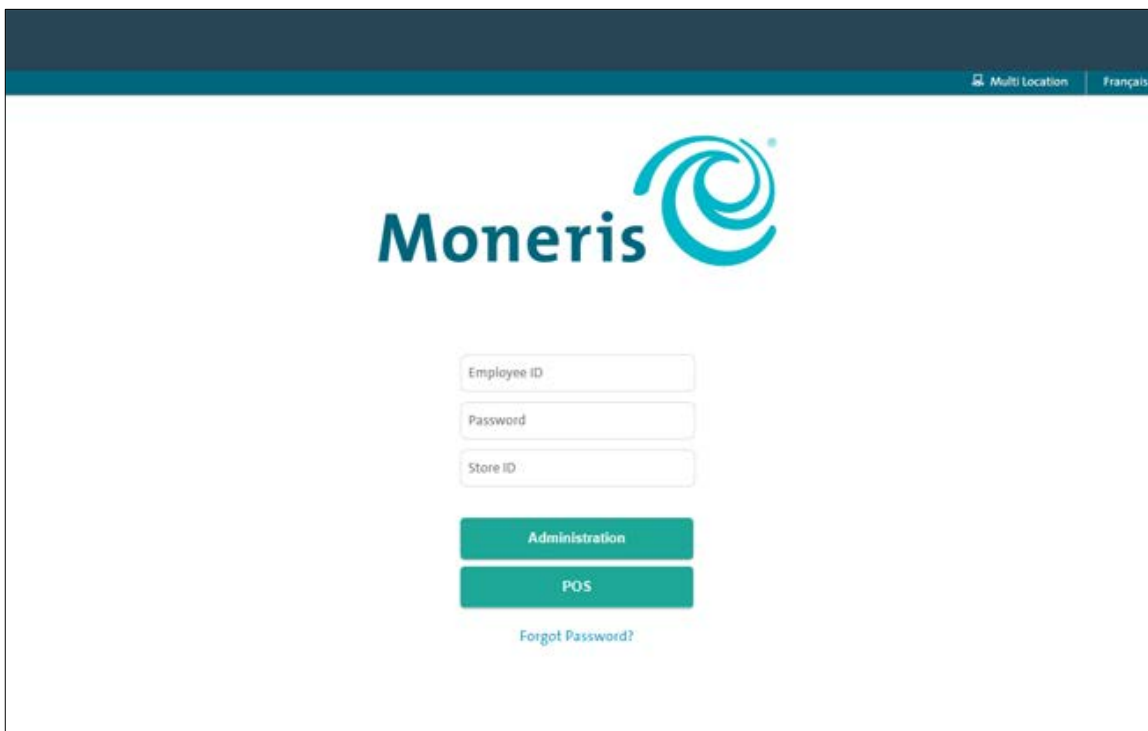 Multi Location Français
Moneris®
Employee ID
Password
Store ID
Administration
POS
Forgot Password?